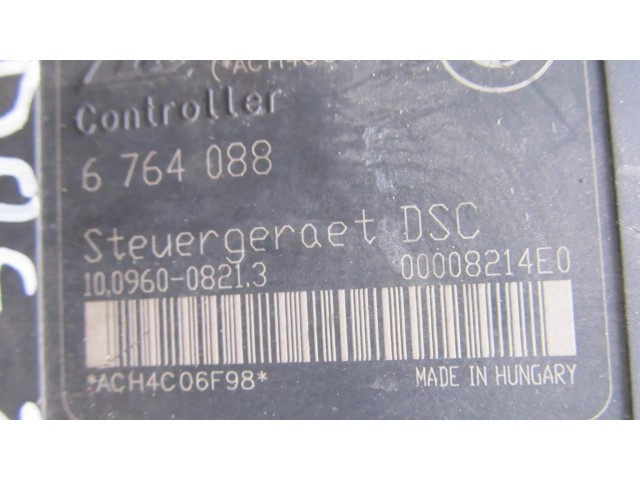 Controller
6 764 088
Steuergeraet DSC
10.0960-0821.3 00008214E0
*ACH4C06F98* MADE IN HUNGARY